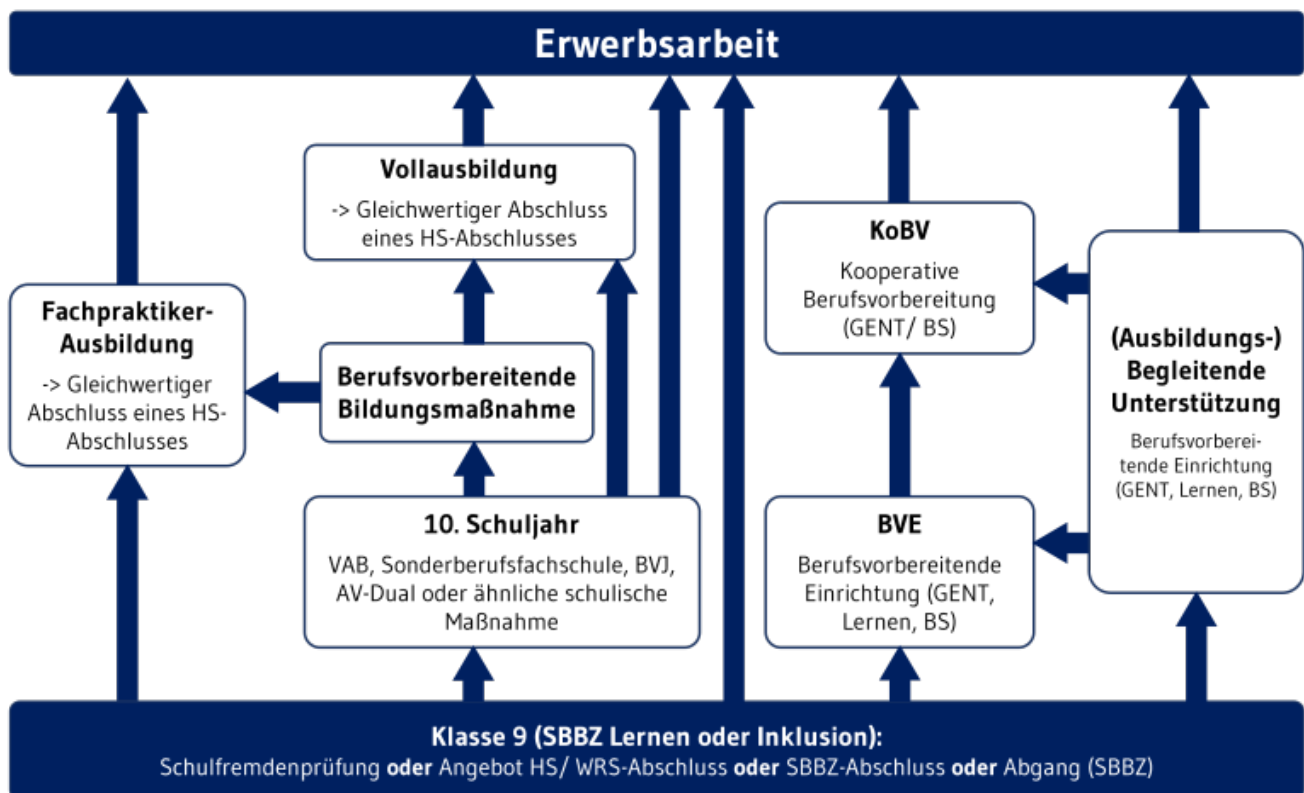 Erwerbsarbeit
Vollausbildung
-> Gleichwertiger Abschluss
eines HS-Abschlusses
KoBV
Kooperative
Berufsvorbereitung
(GENT/ BS)
Fachpraktiker-
Ausbildung
-> Gleichwertiger
Abschluss eines HS-
Abschlusses
Berufsvorbereitende
Bildungsmaßnahme
(Ausbildungs-)
Begleitende
Unterstützung
Berufsvorberei-
tende Einrichtung
(GENT, Lernen, BS)
10. Schuljahr
VAB, Sonderberufsfachschule, BVJ,
AV-Dual oder ähnliche schulische
Maßnahme
BVE
Berufsvorbereitende
Einrichtung (GENT,
Lernen, BS)
Klasse 9 (SBBZ Lernen oder Inklusion):
Schulfremdenprüfung oder Angebot HS/ WRS-Abschluss oder SBBZ-Abschluss oder Abgang (SBBZ)